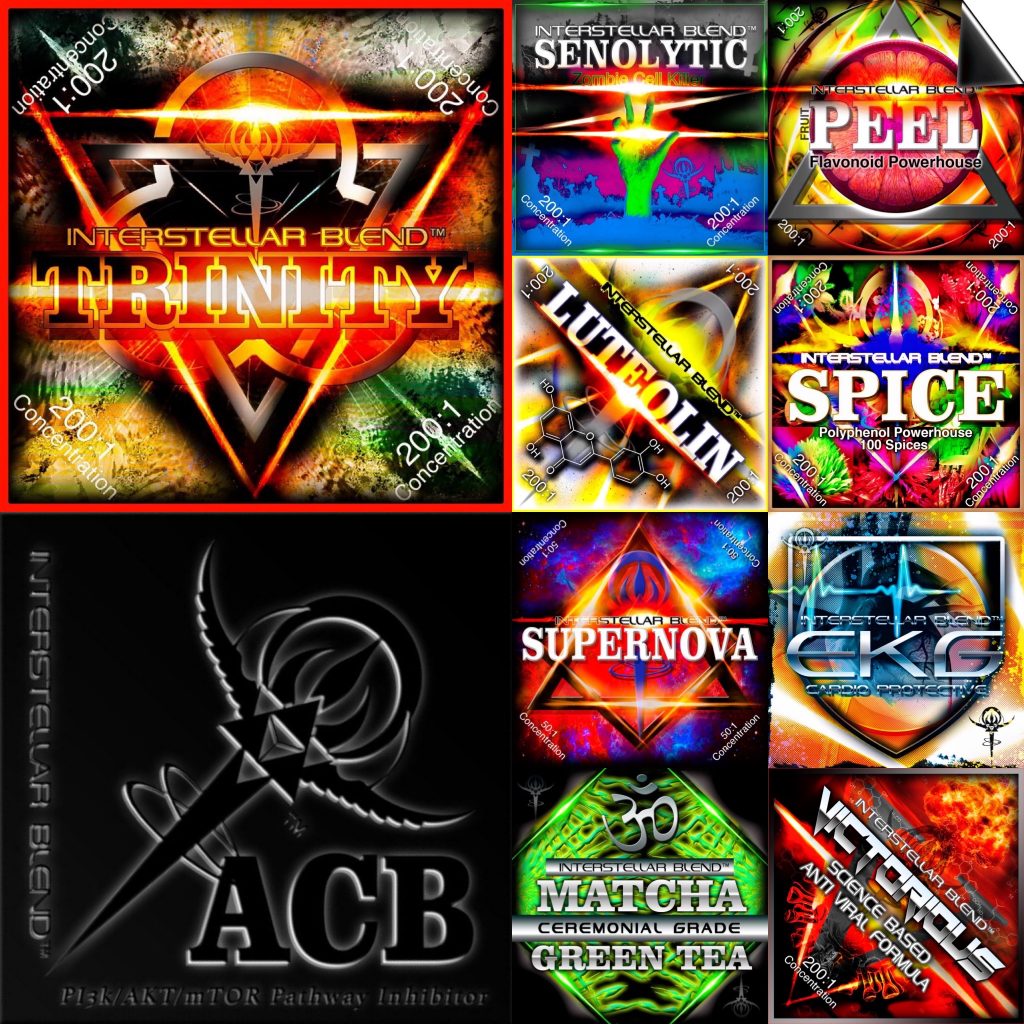 Concentration
200:1
Concentration
200:1
INTERSTELLAR BLEND™
TRINITY
200:1
Concentration
200:1
Concentration
INTERSTELLAR BLEND™
SENOLYTIC
Zombie Cell Killer
200:1
Concentration
200:1
Concentration
200:1
INTERSTELLAR BLEND™
FRUIT
PEEL
Flavonoid Powerhouse
200:1
200:1
200:1
200:1
INTERSTELLAR BLEND™
LUTEOLIN
HO
OH
O
O
OH
OH
200:1
200:1
Concentration
200:1
Concentration
200:1
INTERSTELLAR BLEND™
SPICE
Polyphenol Powerhouse
100 Spices
200:1
Concentration
200:1
Concentration
INTERSTELLAR BLEND™
™
ACB
PI3k/AKT/mTOR Pathway Inhibitor
50:1
Concentration
50:1
Concentration
INTERSTELLAR BLEND™
SUPERNOVA
50:1
Concentration
50:1
Concentration
INTERSTELLAR BLEND™
EKG
CARDIO PROTECTIVE
ॐ
INTERSTELLAR BLEND™
MATCHA
CEREMONIAL GRADE
GREEN TEA
INTERSTELLAR BLEND™
VICTORIOUS
SCIENCE BASED
ANTI VIRAL FORMULA
200:1
Concentration